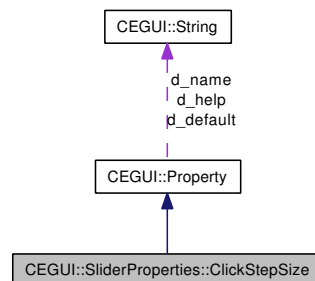 CEGUI::String
d_name
d_help
d_default
CEGUI::Property
CEGUI::SliderProperties::ClickStepSize